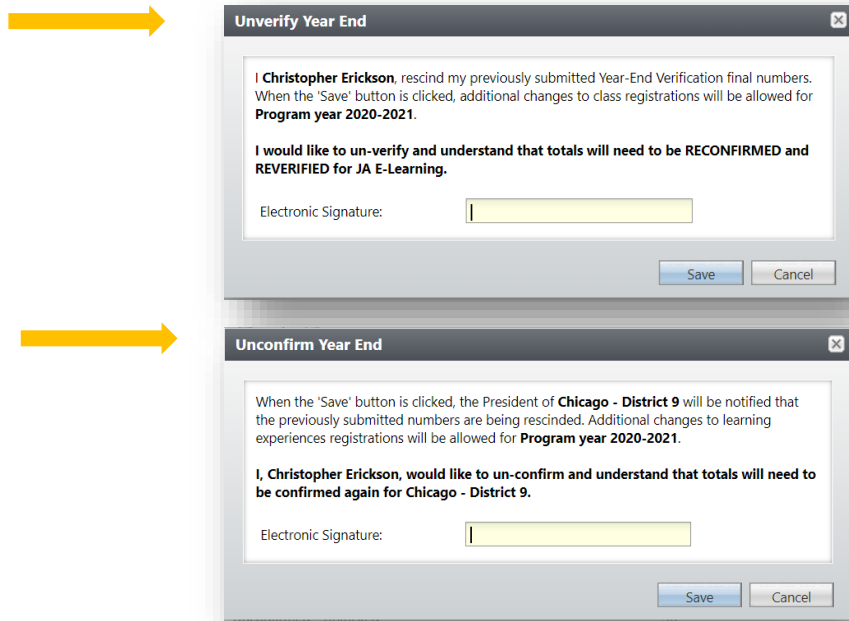 Unverify Year End
I Christopher Erickson, rescind my previously submitted Year-End Verification final numbers.
When the 'Save' button is clicked, additional changes to class registrations will be allowed for
Program year 2020-2021.
I would like to un-verify and understand that totals will need to be RECONFIRMED and
REVERIFIED for JA E-Learning.
Electronic Signature:
Save Cancel
Unconfirm Year End
When the 'Save' button is clicked, the President of Chicago - District 9 will be notified that
the previously submitted numbers are being rescinded. Additional changes to learning
experiences registrations will be allowed for Program year 2020-2021.
I, Christopher Erickson, would like to un-confirm and understand that totals will need to
be confirmed again for Chicago - District 9.
Electronic Signature:
Save Cancel